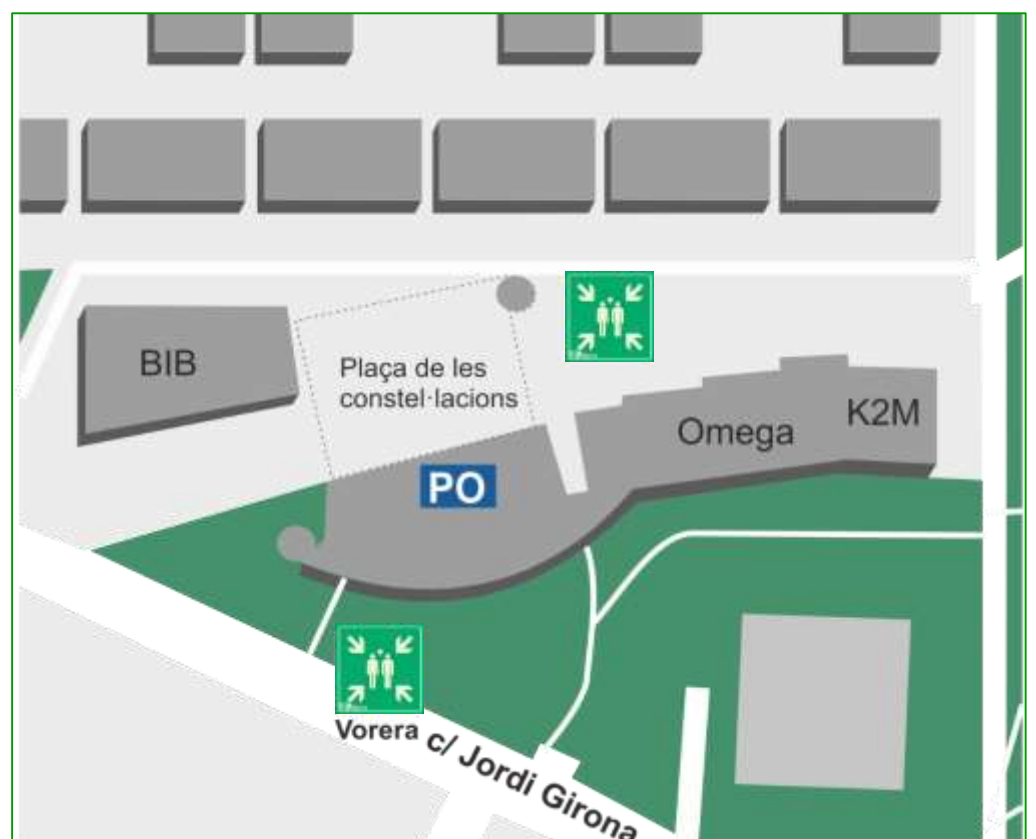 BIB
Plaça de les
constel·lacions
K2M
Omega
PO
Vorera c/ Jordi Girona